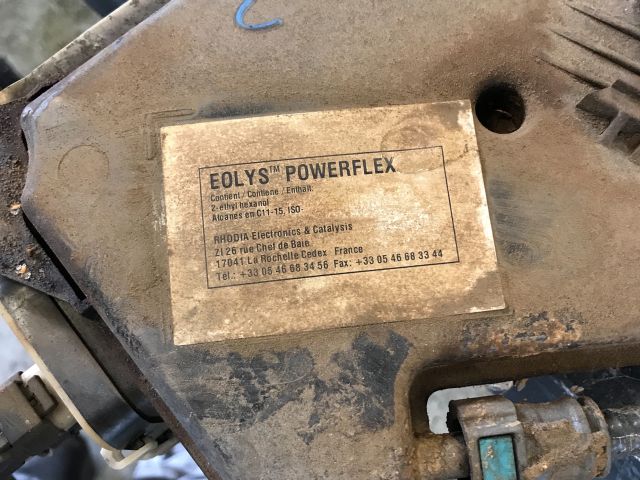 EOLYS™ POWERFLEX
Contient / Contiene / Enthält:
2-ethyl hexanol
Alcanes en C11-15, ISO-
RHODIA Electronics & Catalysis
ZI 26 rue Chef de Baie
17041 La Rochelle Cedex France
Tel.: +33 05 46 68 34 56 Fax: +33 05 46 68 33 44